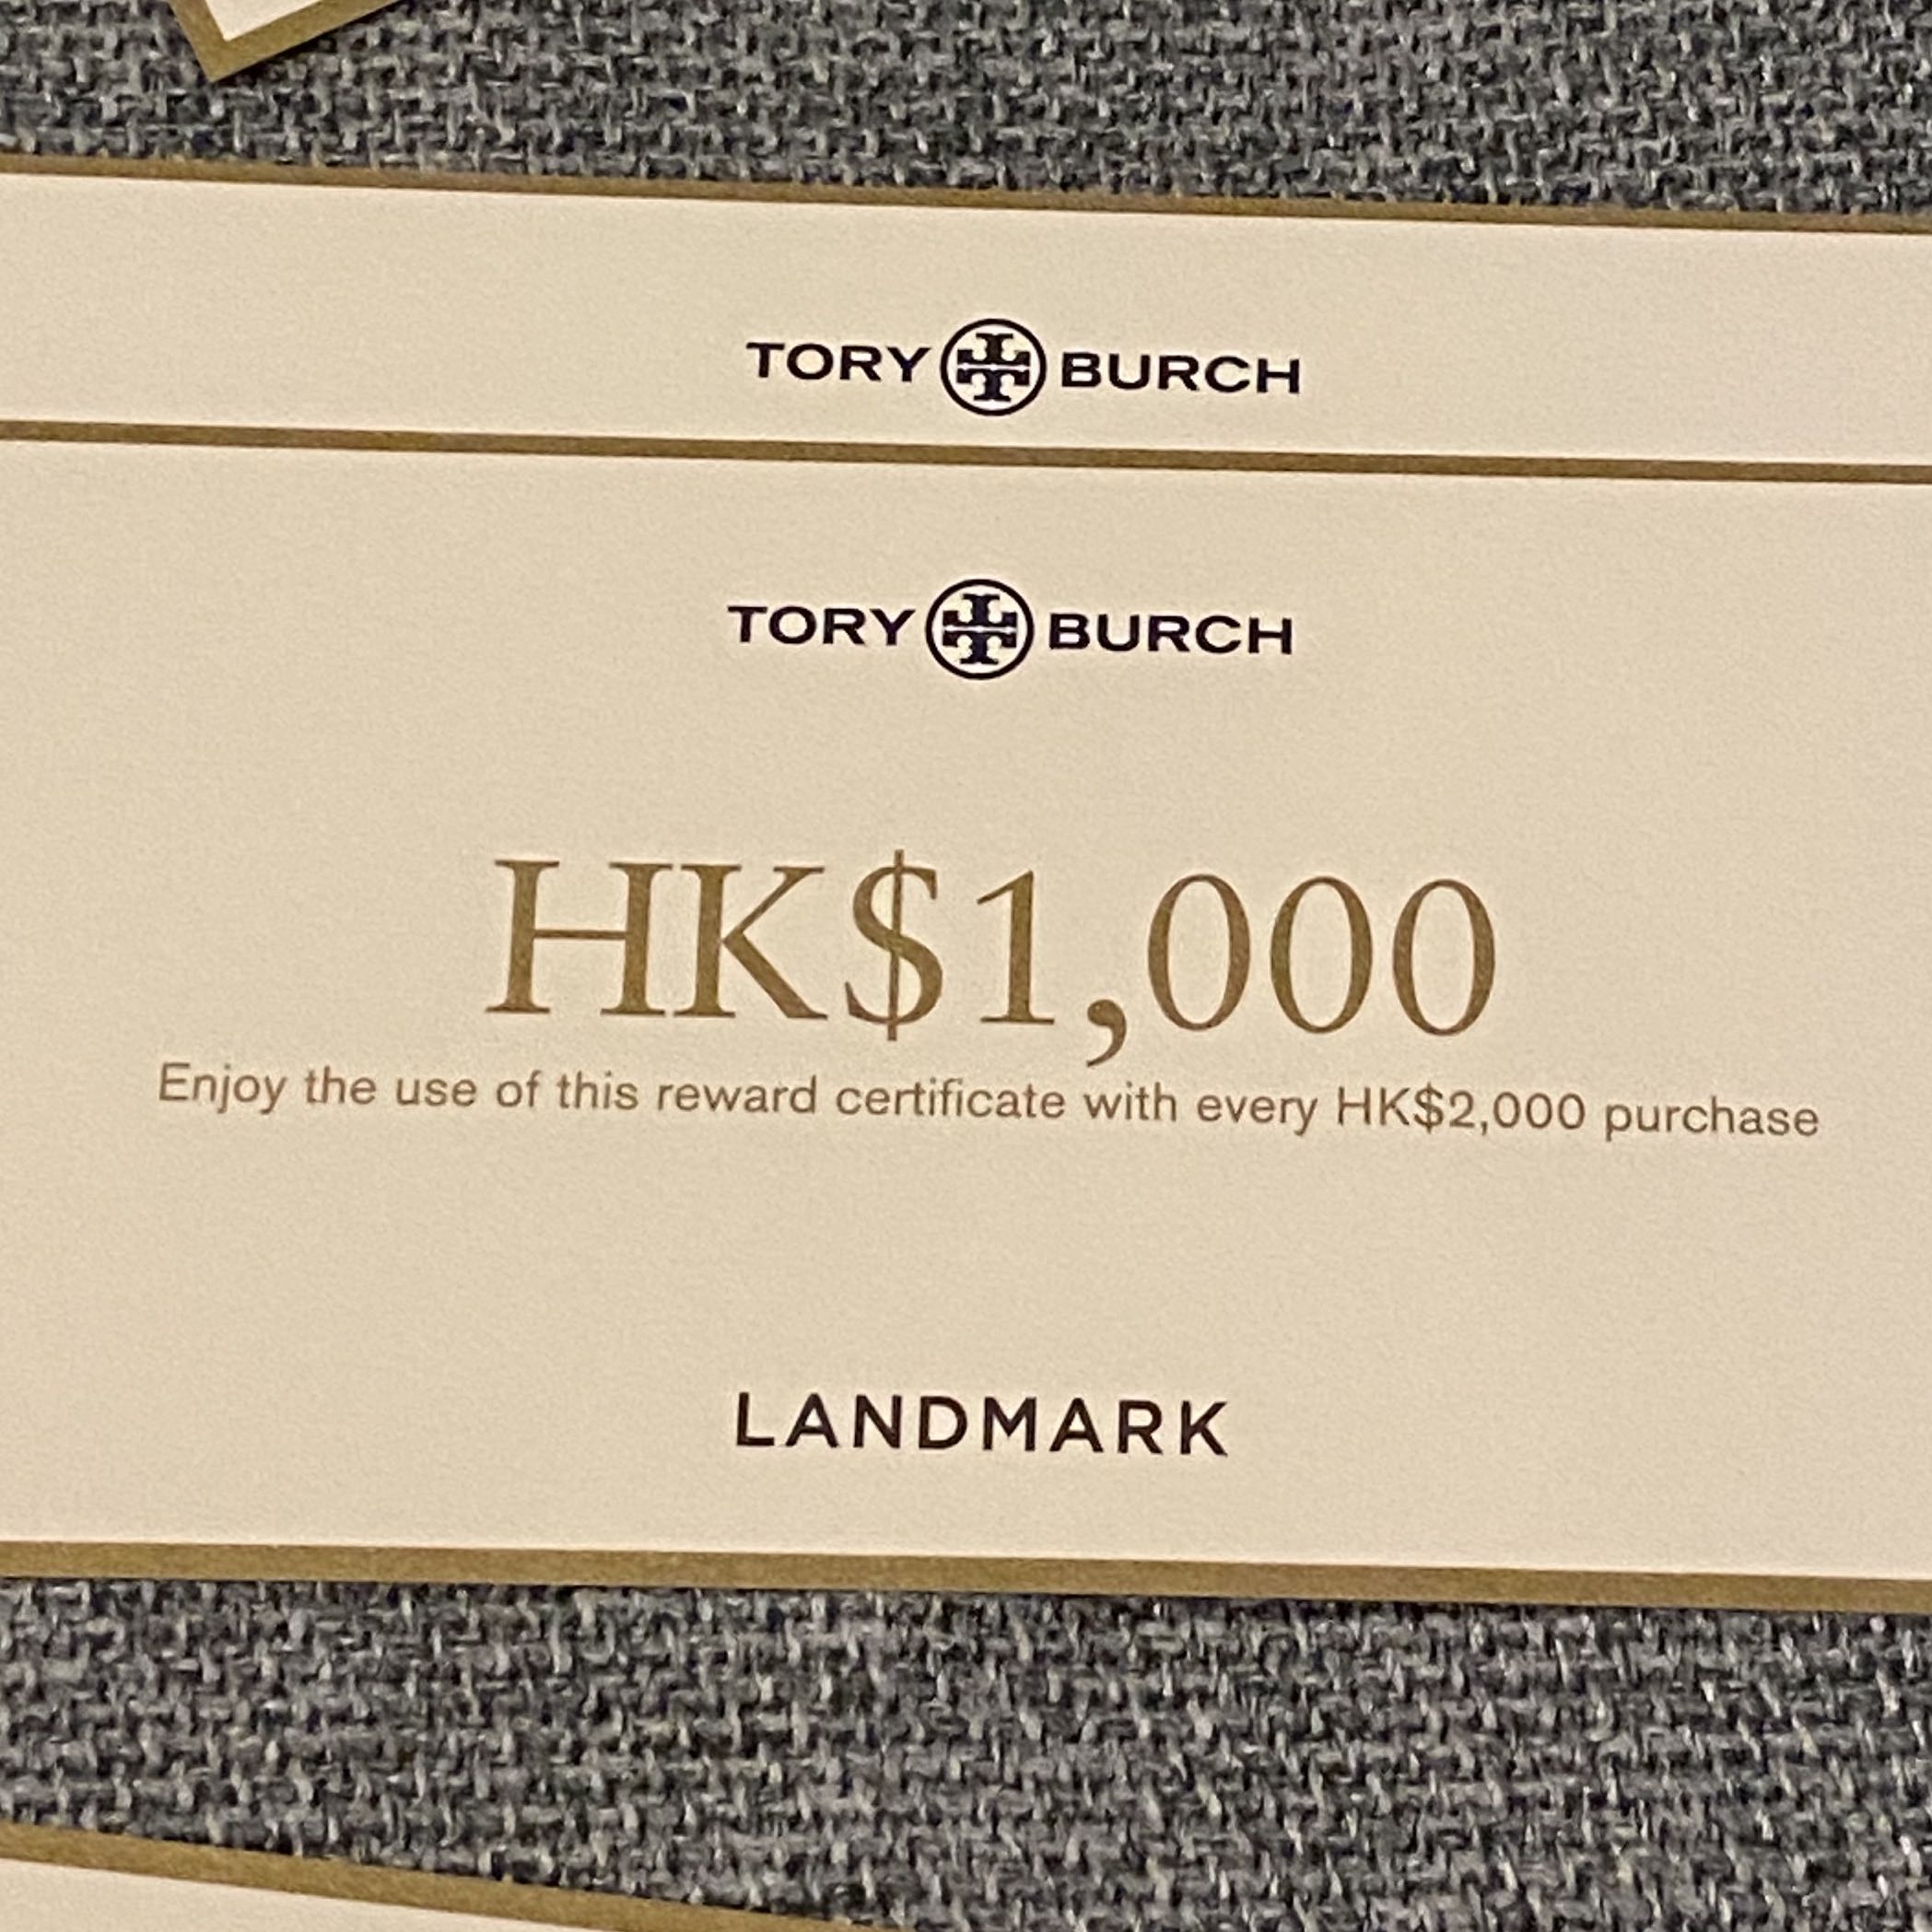 TORY BURCH
TORY BURCH
HK$1,000
Enjoy the use of this reward certificate with every HK$2,000 purchase
LANDMARK